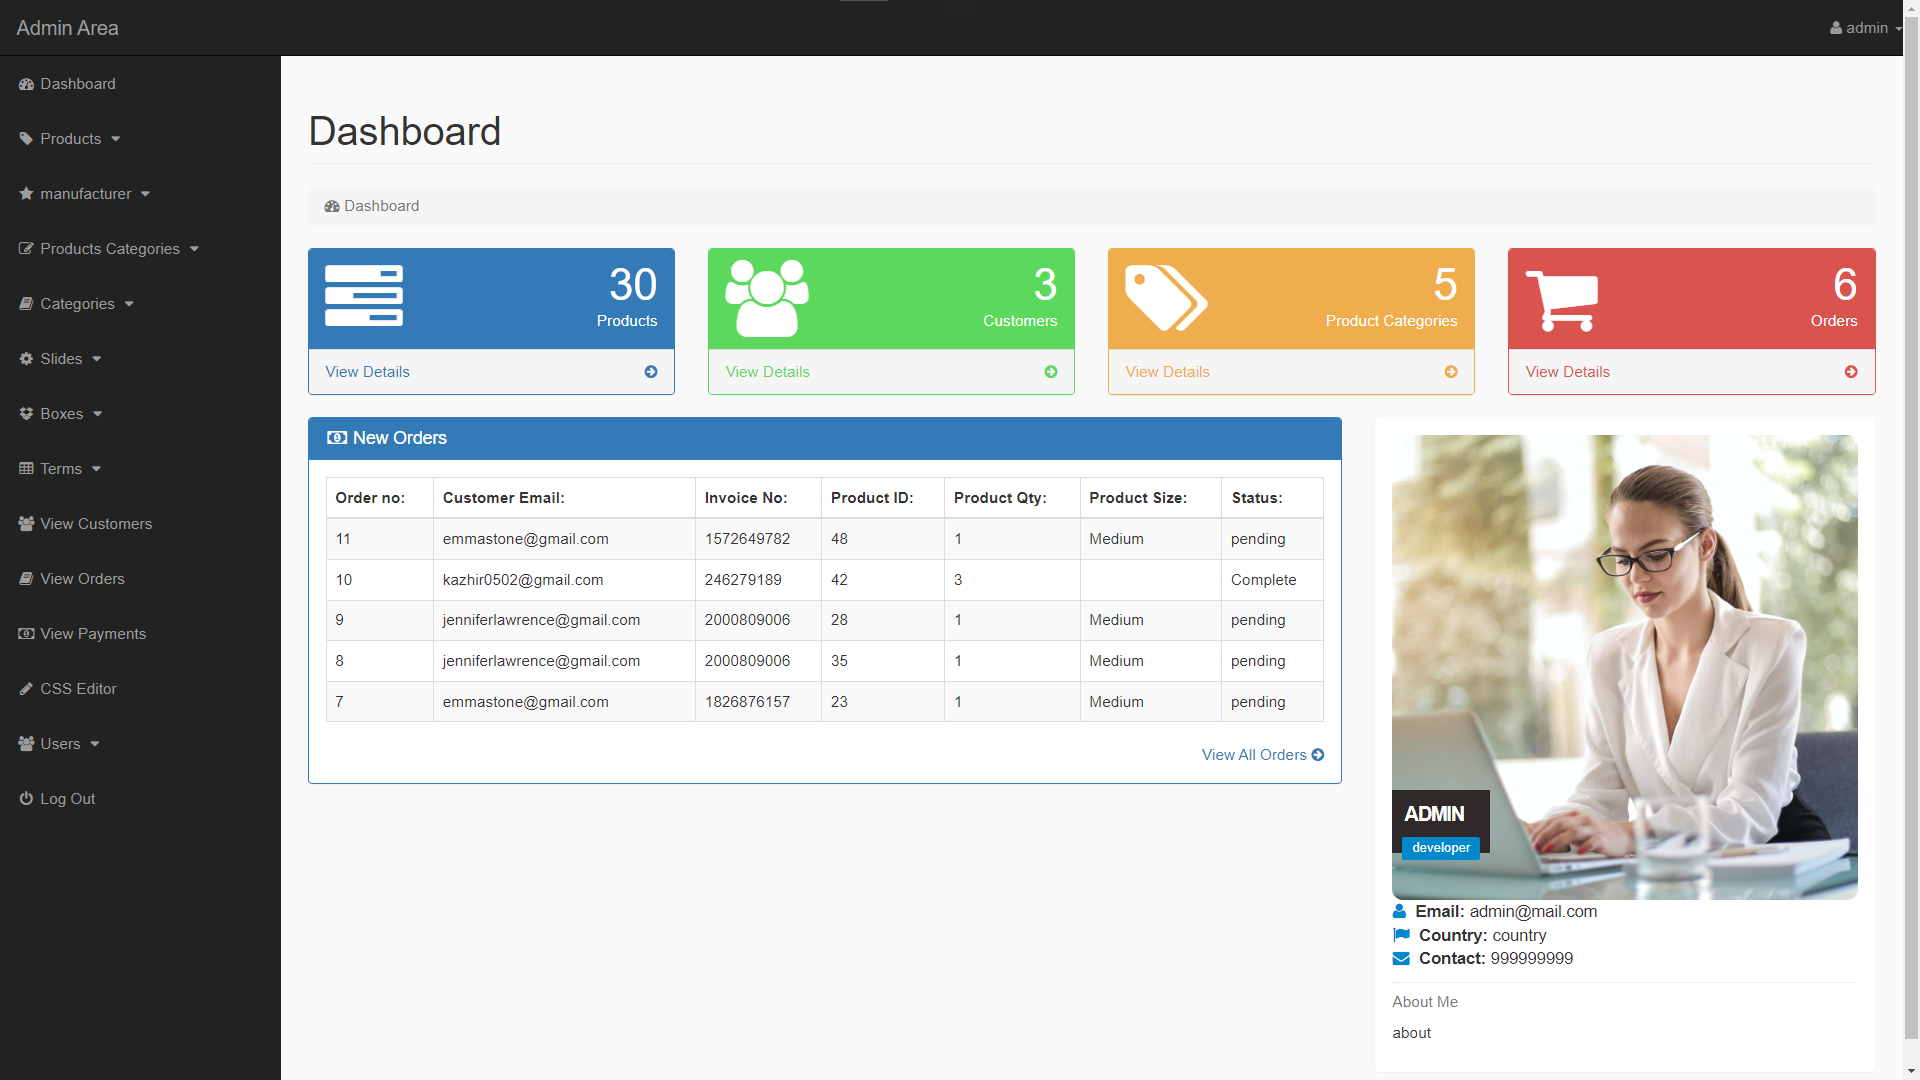 Admin Area
admin
Dashboard
Products
manufacturer
Products Categories
Categories
Slides
Boxes
Terms
View Customers
View Orders
View Payments
CSS Editor
Users
Log Out
Dashboard
Dashboard
30
Products
View Details
3
Customers
View Details
5
Product Categories
View Details
6
Orders
View Details
New Orders
Order no: Customer Email: Invoice No: Product ID: Product Qty: Product Size: Status:
11 emmastone@gmail.com 1572649782 48 1 Medium pending
10 kazhir0502@gmail.com 246279189 42 3 Complete
9 jenniferlawrence@gmail.com 2000809006 28 1 Medium pending
8 jenniferlawrence@gmail.com 2000809006 35 1 Medium pending
7 emmastone@gmail.com 1826876157 23 1 Medium pending
View All Orders
ADMIN
developer
Email: admin@mail.com
Country: country
Contact: 999999999
About Me
about